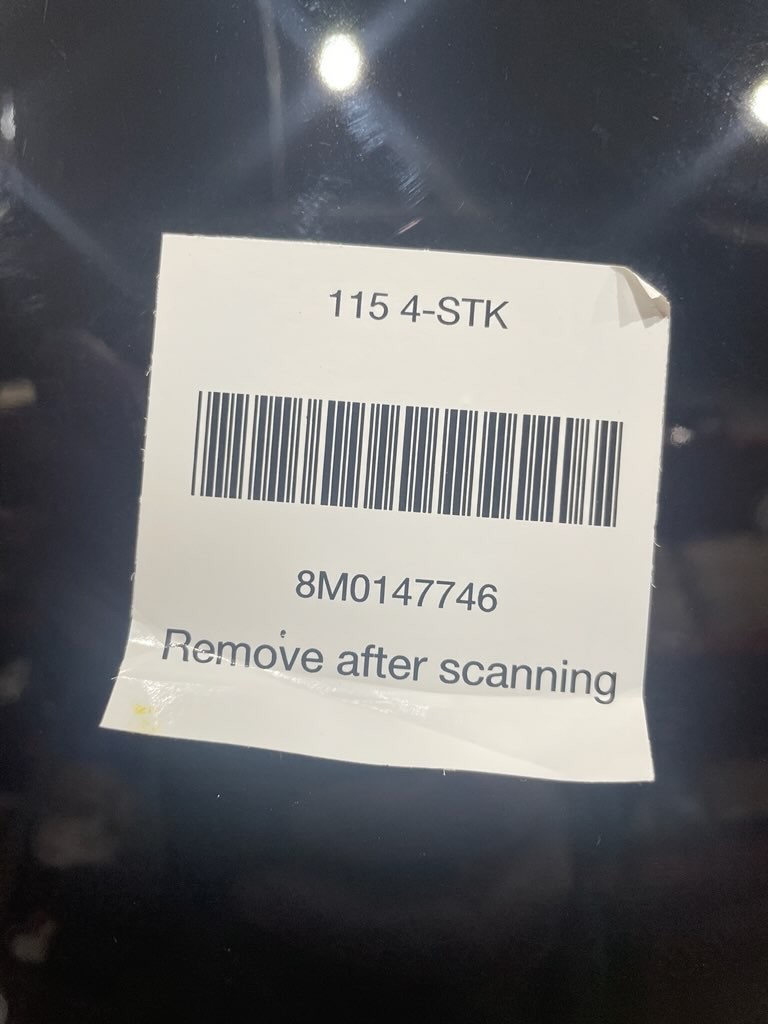 115 4-STK
8M0147746
Remove after scanning